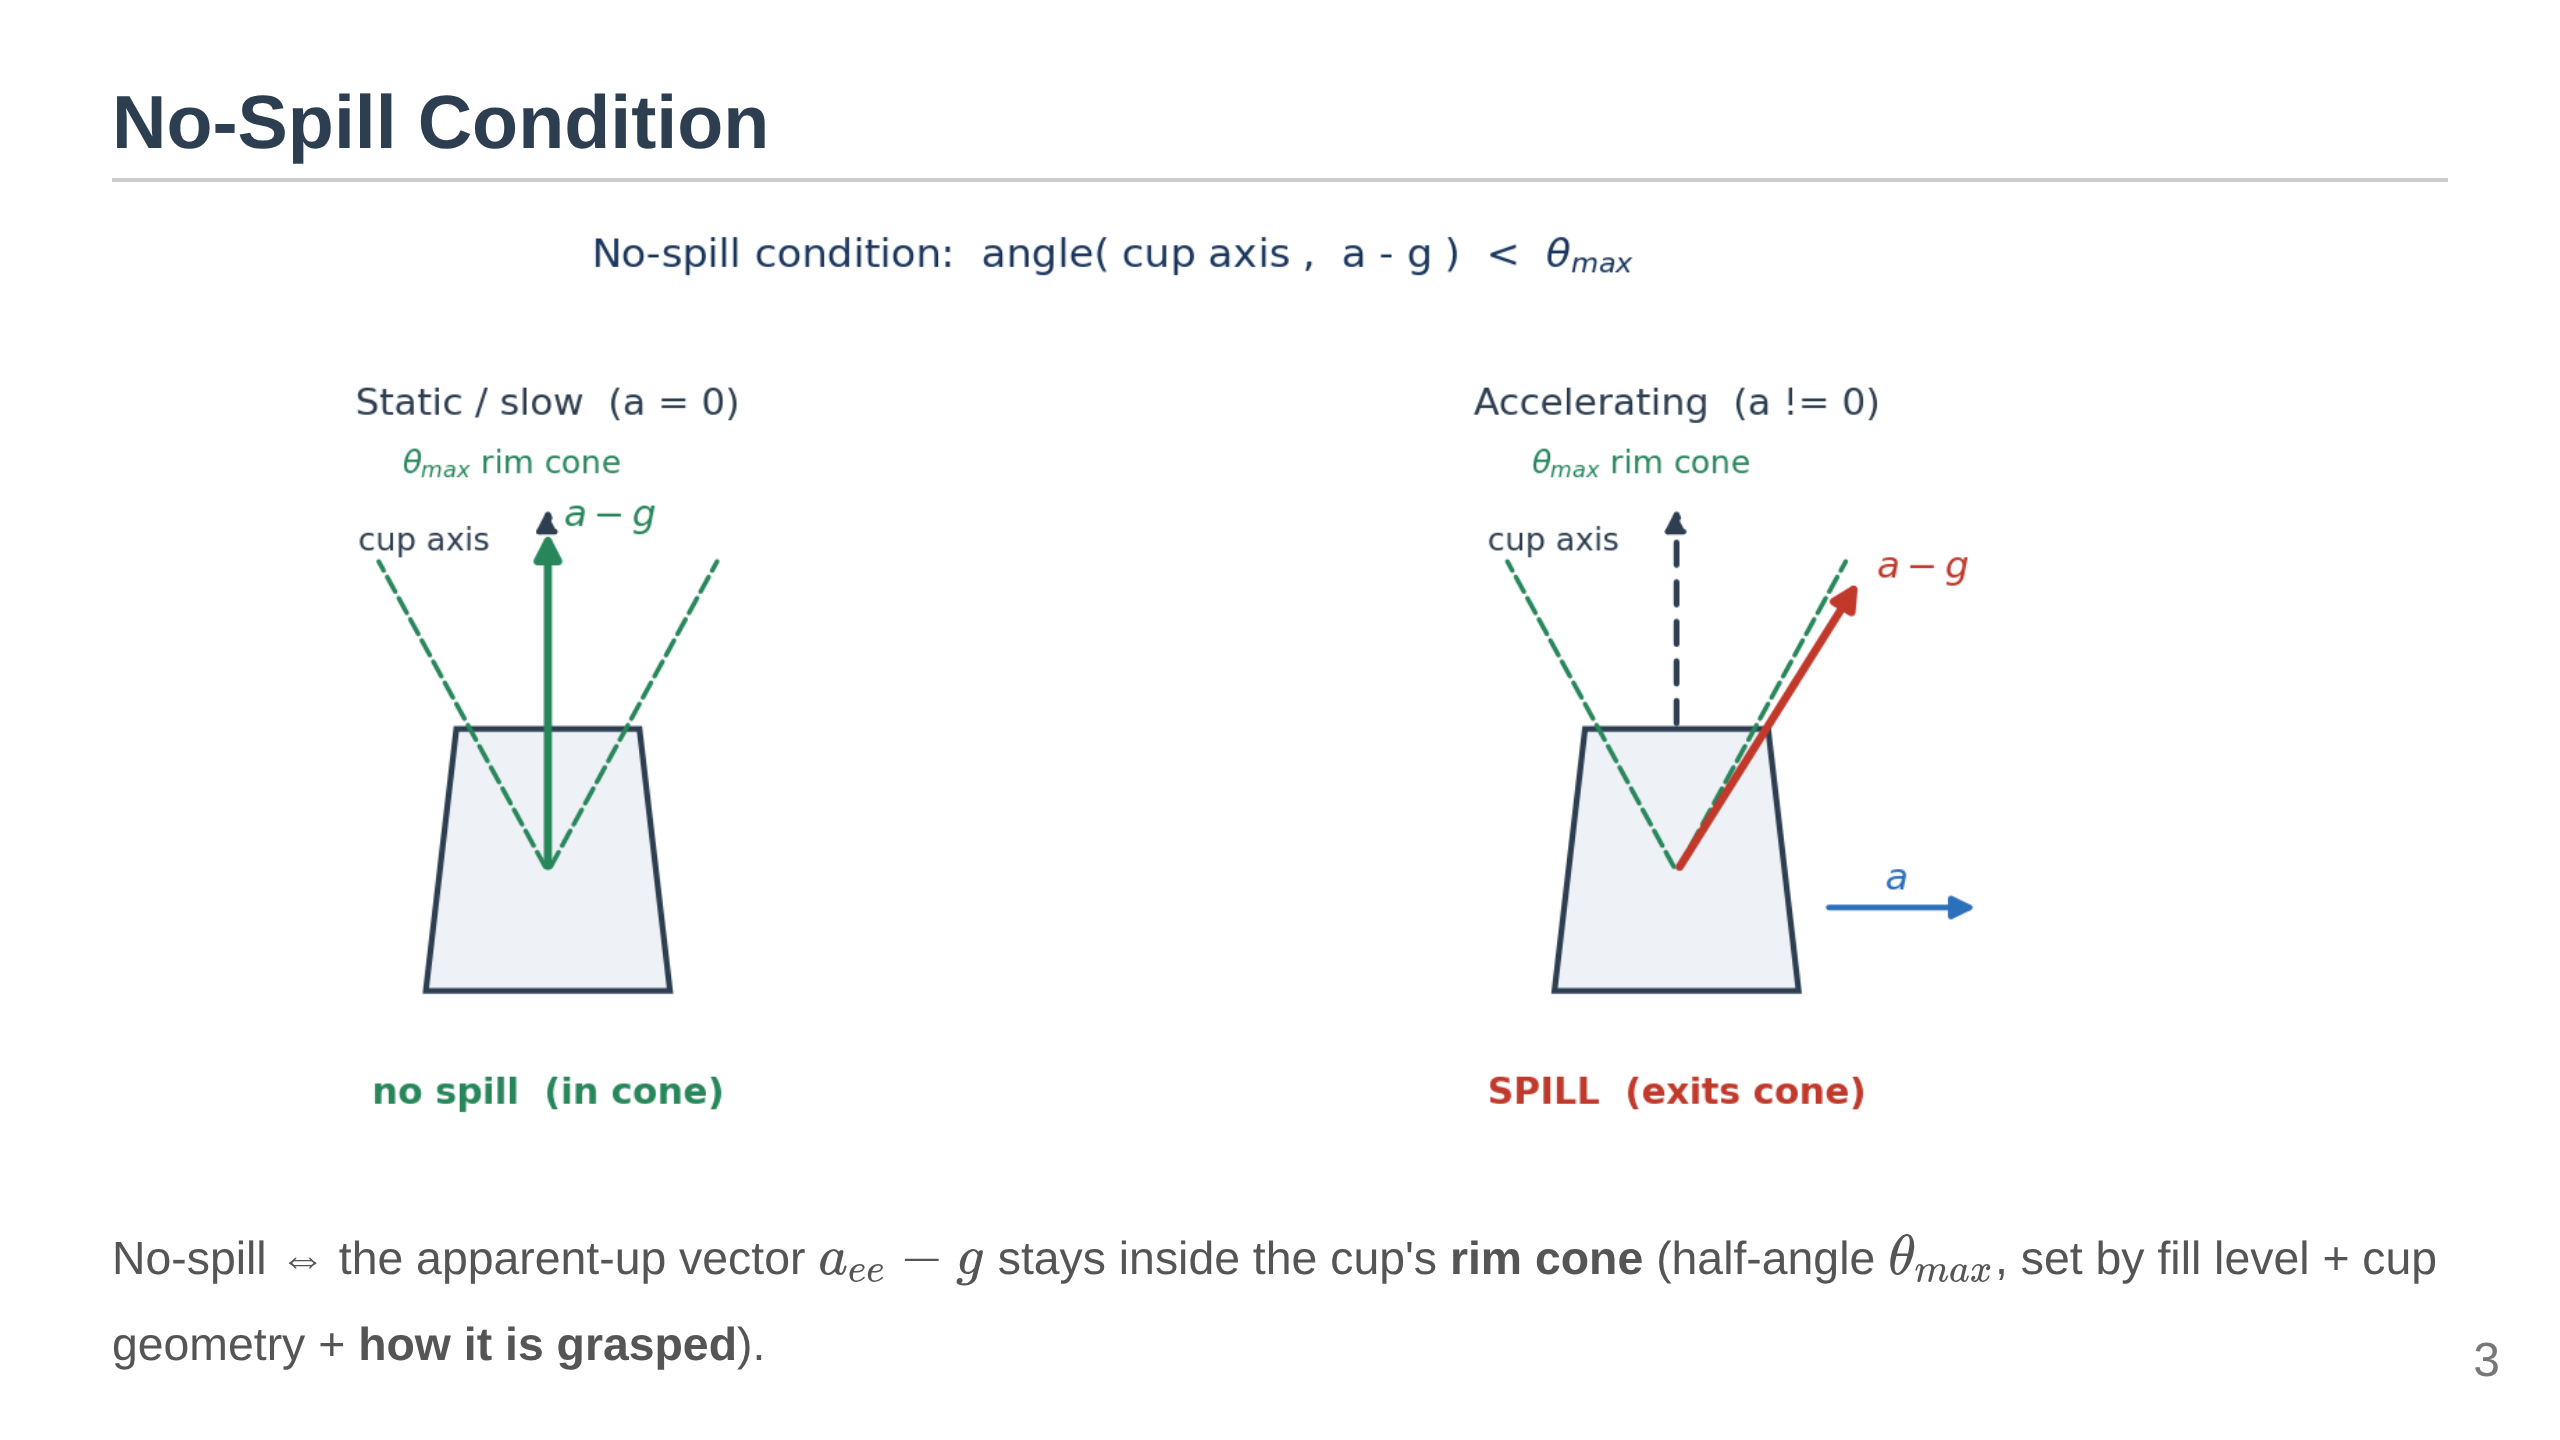 No-Spill Condition
No-spill condition: angle( cup axis , a - g ) < θmax
Static / slow (a = 0)
θmax rim cone
a − g
cup axis
no spill (in cone)
Accelerating (a != 0)
θmax rim cone
cup axis
a − g
a
SPILL (exits cone)
No-spill ⇔ the apparent-up vector aee − g stays inside the cup's rim cone (half-angle θmax, set by fill level + cup
geometry + how it is grasped).
3